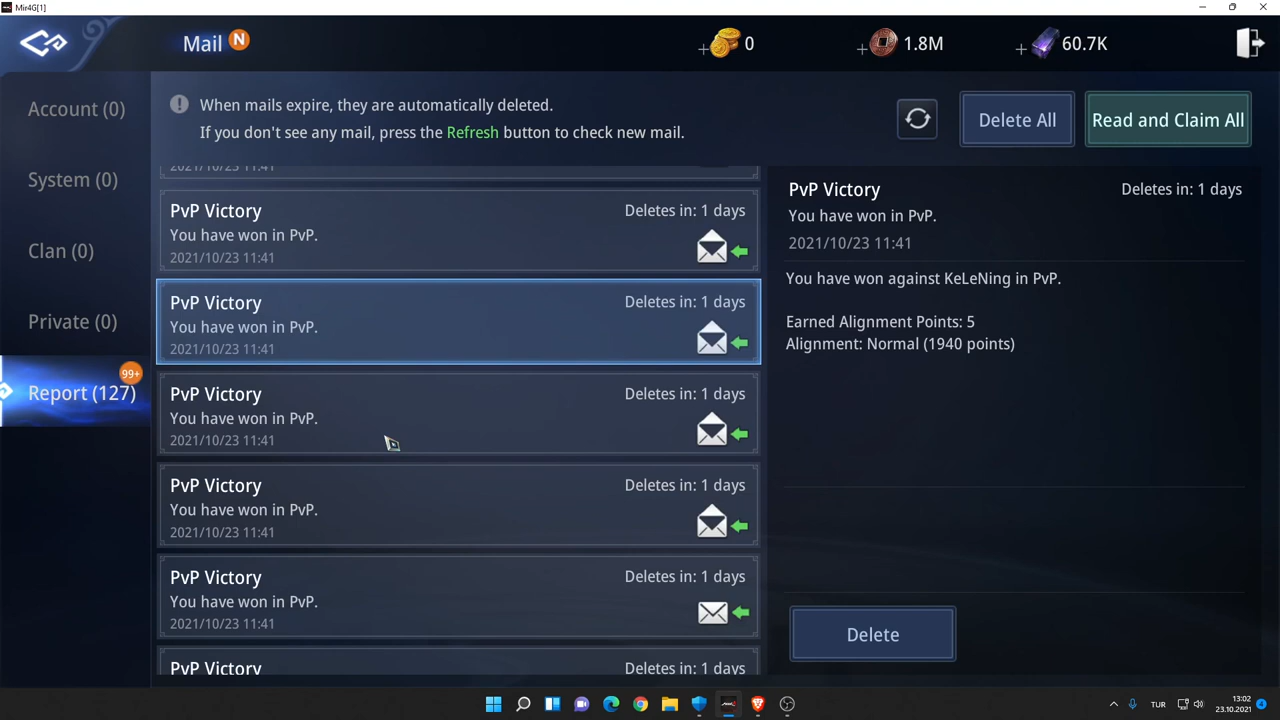 Mir4G[1]
Mail N
0
1.8M
60.7K
Account (0)
System (0)
Clan (0)
Private (0)
99+
Report (127)
When mails expire, they are automatically deleted.
If you don't see any mail, press the Refresh button to check new mail.
Delete All
Read and Claim All
2021/10/23 11:41
PvP Victory
Deletes in: 1 days
You have won in PvP.
2021/10/23 11:41
PvP Victory
Deletes in: 1 days
You have won in PvP.
2021/10/23 11:41
PvP Victory
Deletes in: 1 days
You have won in PvP.
2021/10/23 11:41
PvP Victory
Deletes in: 1 days
You have won in PvP.
2021/10/23 11:41
PvP Victory
Deletes in: 1 days
You have won in PvP.
2021/10/23 11:41
PvP Victory
Deletes in: 1 days
PvP Victory
Deletes in: 1 days
You have won in PvP.
2021/10/23 11:41
You have won against KeLeNing in PvP.
Earned Alignment Points: 5
Alignment: Normal (1940 points)
Delete
TUR
13:02
23.10.2021
4